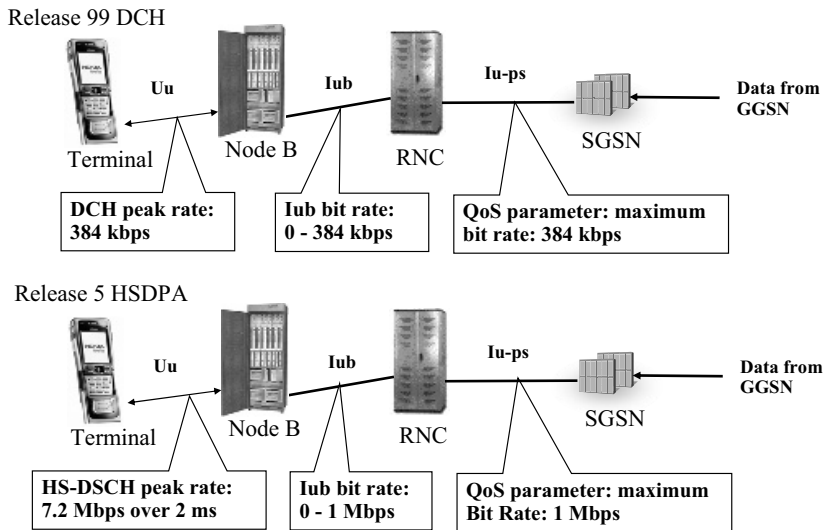 Release 99 DCH
Uu
Iub
Iu-ps
Data from
GGSN
Terminal
Node B
RNC
SGSN
DCH peak rate:
384 kbps
Iub bit rate:
0 - 384 kbps
QoS parameter: maximum
bit rate: 384 kbps
Release 5 HSDPA
Uu
Iub
Iu-ps
Data from
GGSN
Terminal
Node B
RNC
SGSN
HS-DSCH peak rate:
7.2 Mbps over 2 ms
Iub bit rate:
0 - 1 Mbps
QoS parameter: maximum
Bit Rate: 1 Mbps